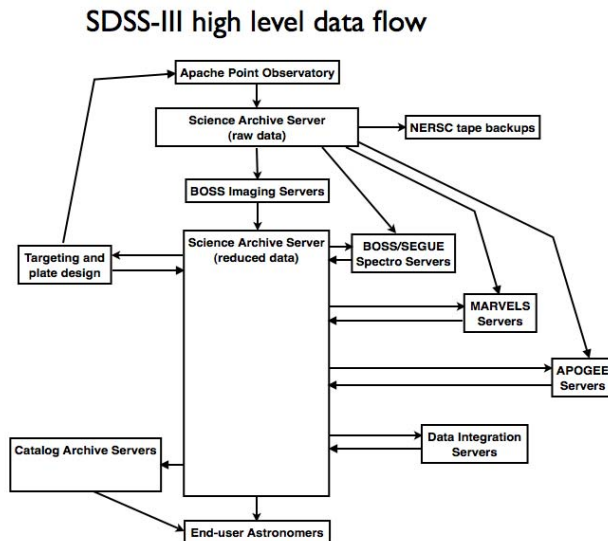 SDSS-III high level data flow
Apache Point Observatory
Science Archive Server
(raw data)
NERSC tape backups
BOSS Imaging Servers
Science Archive Server
(reduced data)
BOSS/SEGUE
Spectro Servers
Targeting and
plate design
MARVELS
Servers
APOGEE
Servers
Data Integration
Servers
Catalog Archive Servers
End-user Astronomers